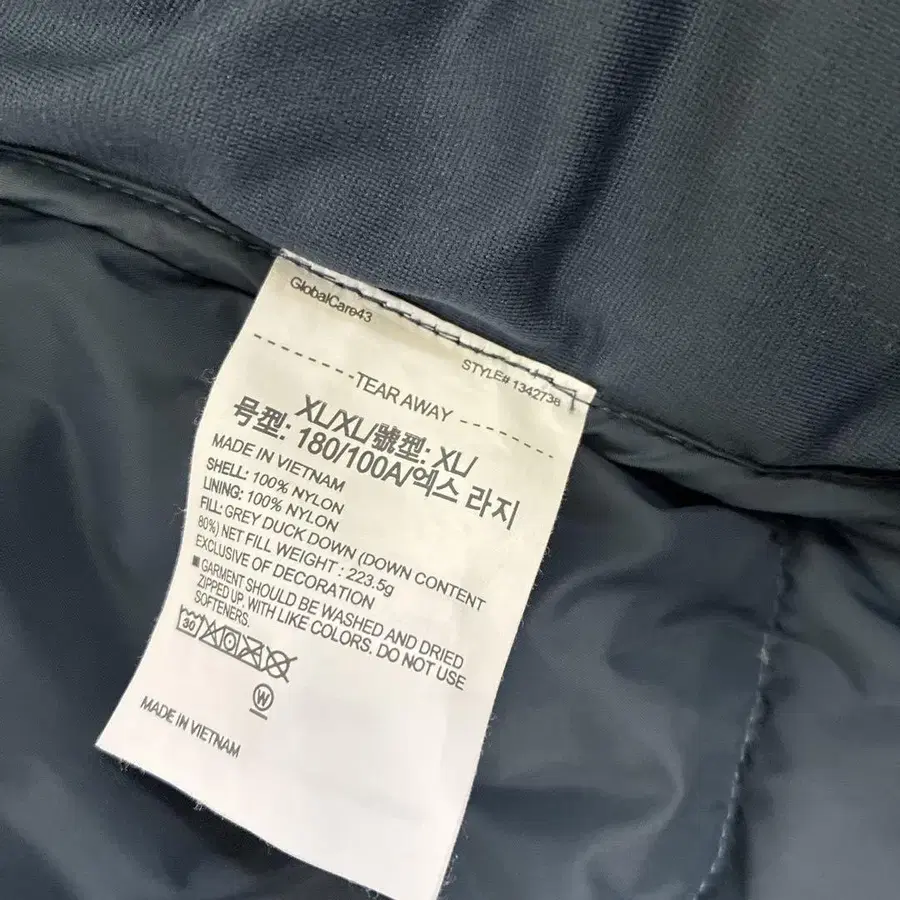 GlobalCare43
STYLE# 1342738
TEAR AWAY
XL/XL/號型: XL/
号型: 180/100A/엑스 라지
MADE IN VIETNAM
SHELL: 100% NYLON
LINING: 100% NYLON
FILL: GREY DUCK DOWN (DOWN CONTENT
80%) NET FILL WEIGHT : 223.5g
EXCLUSIVE OF DECORATION
■ GARMENT SHOULD BE WASHED AND DRIED
ZIPPED UP. WITH LIKE COLORS. DO NOT USE
SOFTENERS.
30
W
MADE IN VIETNAM